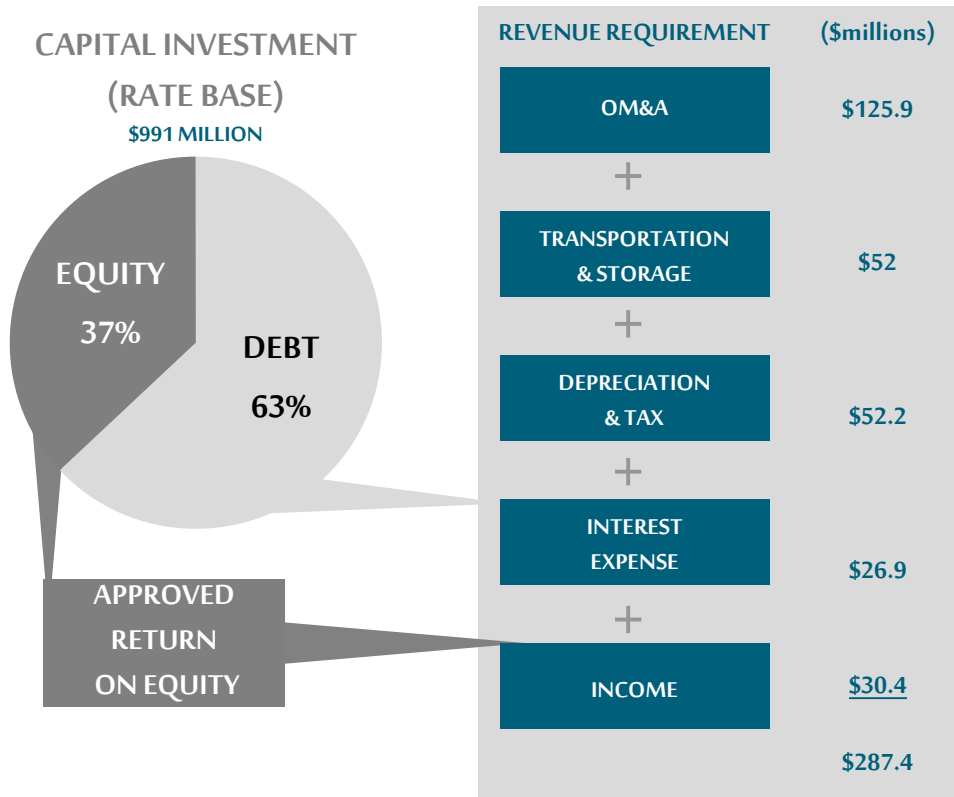 CAPITAL INVESTMENT
(RATE BASE)
$991 MILLION
EQUITY
37%
DEBT
63%
APPROVED
RETURN
ON EQUITY
REVENUE REQUIREMENT ($millions)
OM&A $125.9
+
TRANSPORTATION
& STORAGE
$52
+
DEPRECIATION
& TAX
$52.2
+
INTEREST
EXPENSE
$26.9
+
INCOME $30.4
$287.4